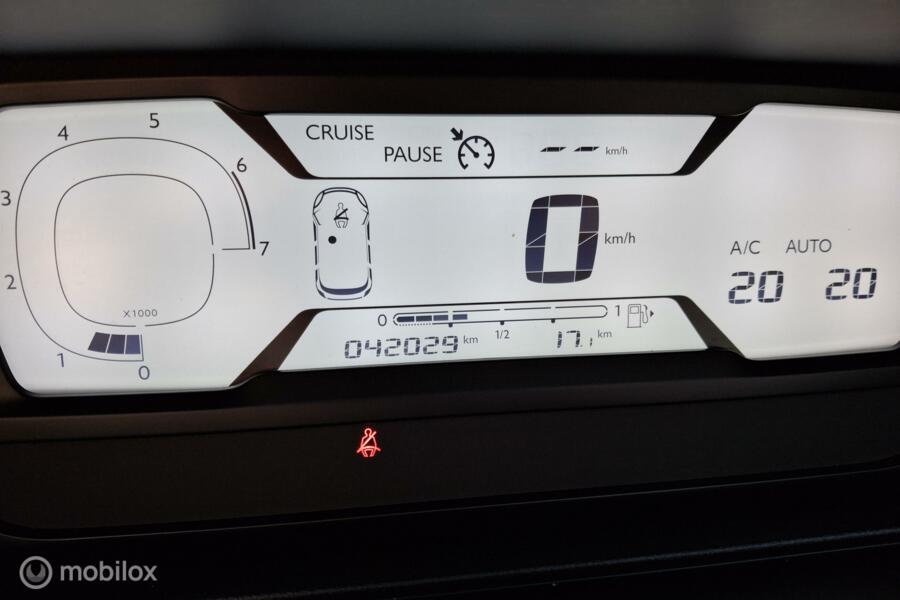 CRUISE
PAUSE -- km/h
4 5
3 6
2 7
1 0
X1000
0 km/h
A/C AUTO
20 20
0 1/2 1
042029 km 17.1 km
mobilox